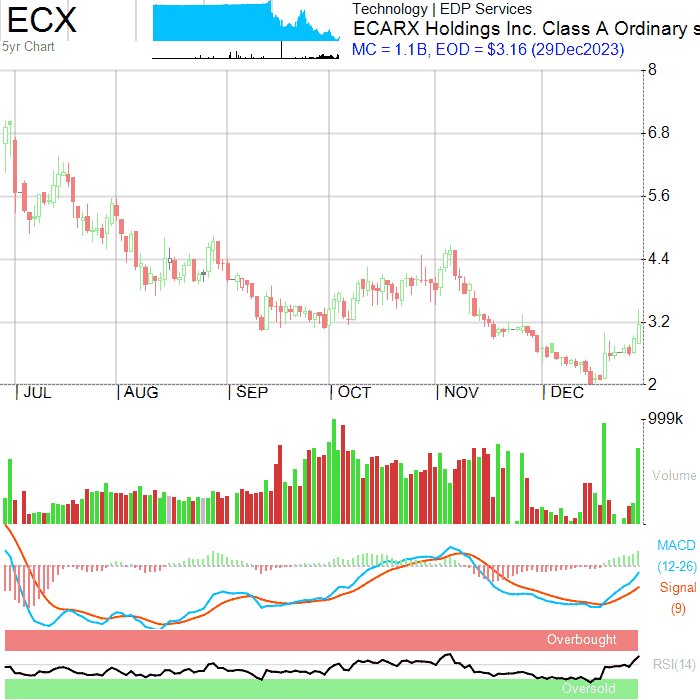 ECX
5yr Chart
Technology | EDP Services
ECARX Holdings Inc. Class A Ordinary s
MC = 1.1B, EOD = $3.16 (29Dec2023)
8
6.8
5.6
4.4
3.2
2
| JUL | AUG | SEP | OCT | NOV | DEC
999k
Volume
MACD
(12-26)
Signal
(9)
Overbought
RSI(14)
Oversold